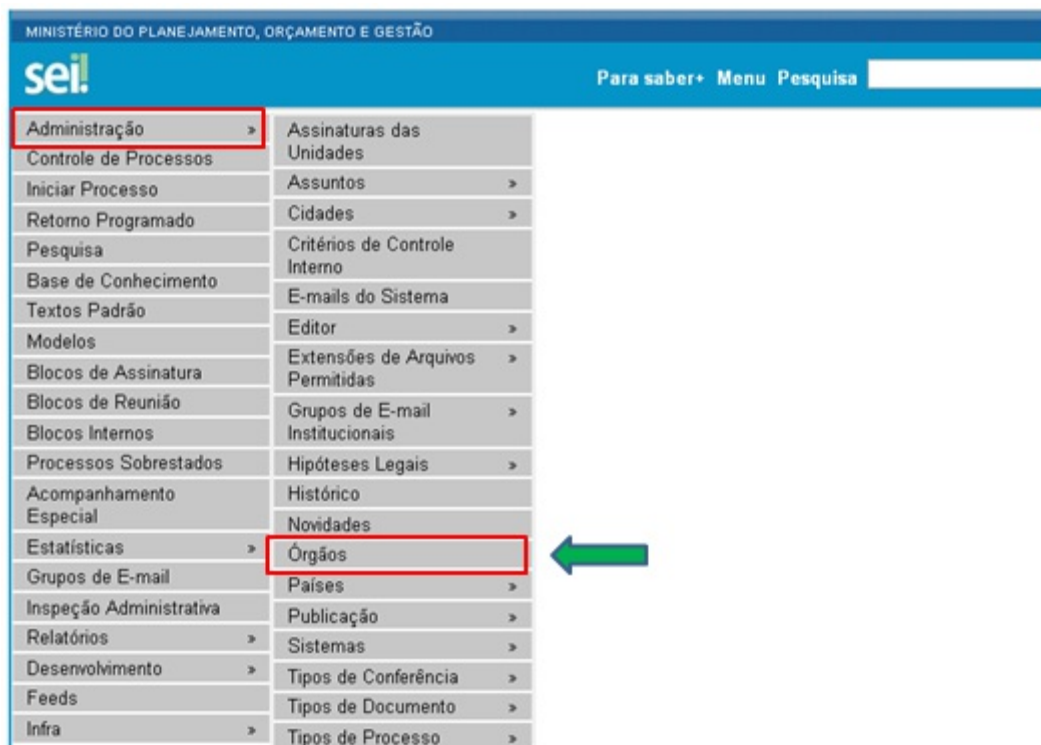 MINISTÉRIO DO PLANEJAMENTO, ORÇAMENTO E GESTÃO
sei!
Para saber+ Menu Pesquisa
Administração »
Controle de Processos
Iniciar Processo
Retorno Programado
Pesquisa
Base de Conhecimento
Textos Padrão
Modelos
Blocos de Assinatura
Blocos de Reunião
Blocos Internos
Processos Sobrestados
Acompanhamento
Especial
Estatísticas »
Grupos de E-mail
Inspeção Administrativa
Relatórios »
Desenvolvimento »
Feeds
Infra »
Assinaturas das
Unidades
Assuntos »
Cidades »
Critérios de Controle
Interno
E-mails do Sistema
Editor »
Extensões de Arquivos »
Permitidas
Grupos de E-mail »
Institucionais
Hipóteses Legais »
Histórico
Novidades
Órgãos
Países »
Publicação »
Sistemas »
Tipos de Conferência »
Tipos de Documento »
Tipos de Processo »